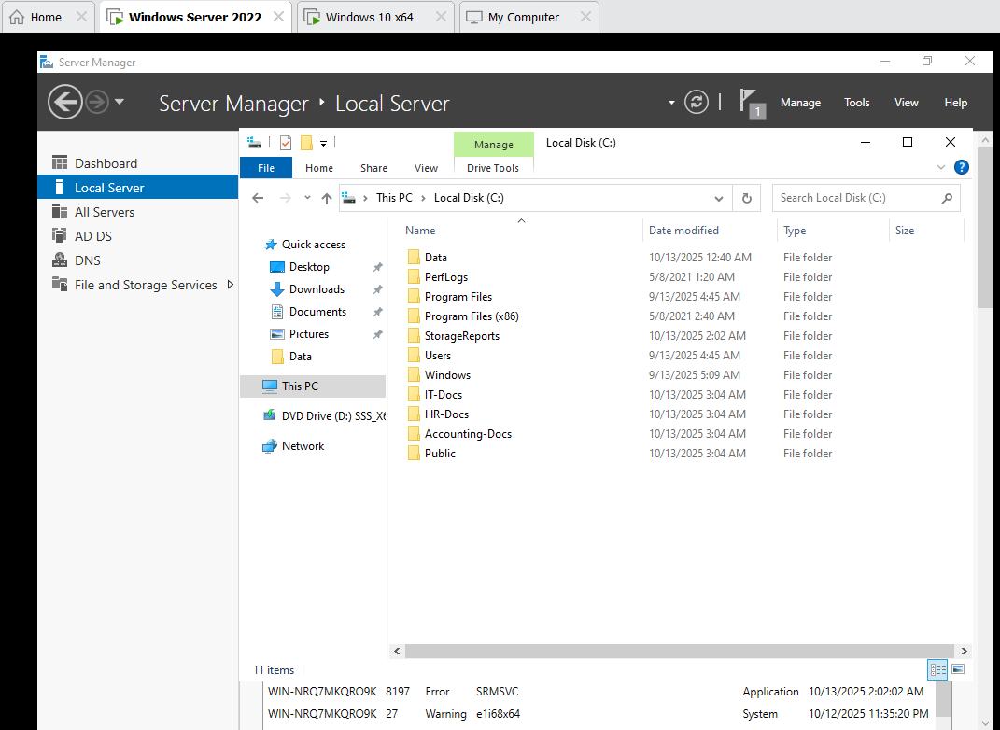 Home Windows Server 2022 Windows 10 x64 My Computer
Server Manager
Server Manager Local Server 1 Manage Tools View Help
Manage Local Disk (C:)
File Home Share View Drive Tools
This PC Local Disk (C:) Search Local Disk (C:)
Dashboard
Local Server
All Servers
AD DS
DNS
File and Storage Services
Quick access
Desktop
Downloads
Documents
Pictures
Data
This PC
DVD Drive (D:) SSS_X6
Network
Name Date modified Type Size
Data 10/13/2025 12:40 AM File folder
PerfLogs 5/8/2021 1:20 AM File folder
Program Files 9/13/2025 4:45 AM File folder
Program Files (x86) 5/8/2021 2:40 AM File folder
StorageReports 10/13/2025 2:02 AM File folder
Users 9/13/2025 4:45 AM File folder
Windows 9/13/2025 5:09 AM File folder
IT-Docs 10/13/2025 3:04 AM File folder
HR-Docs 10/13/2025 3:04 AM File folder
Accounting-Docs 10/13/2025 3:04 AM File folder
Public 10/13/2025 3:04 AM File folder
11 items
WIN-NRQ7MKQRO9K 8197 Error SRMSVC Application 10/13/2025 2:02:02 AM
WIN-NRQ7MKQRO9K 27 Warning e1i68x64 System 10/12/2025 11:35:20 PM